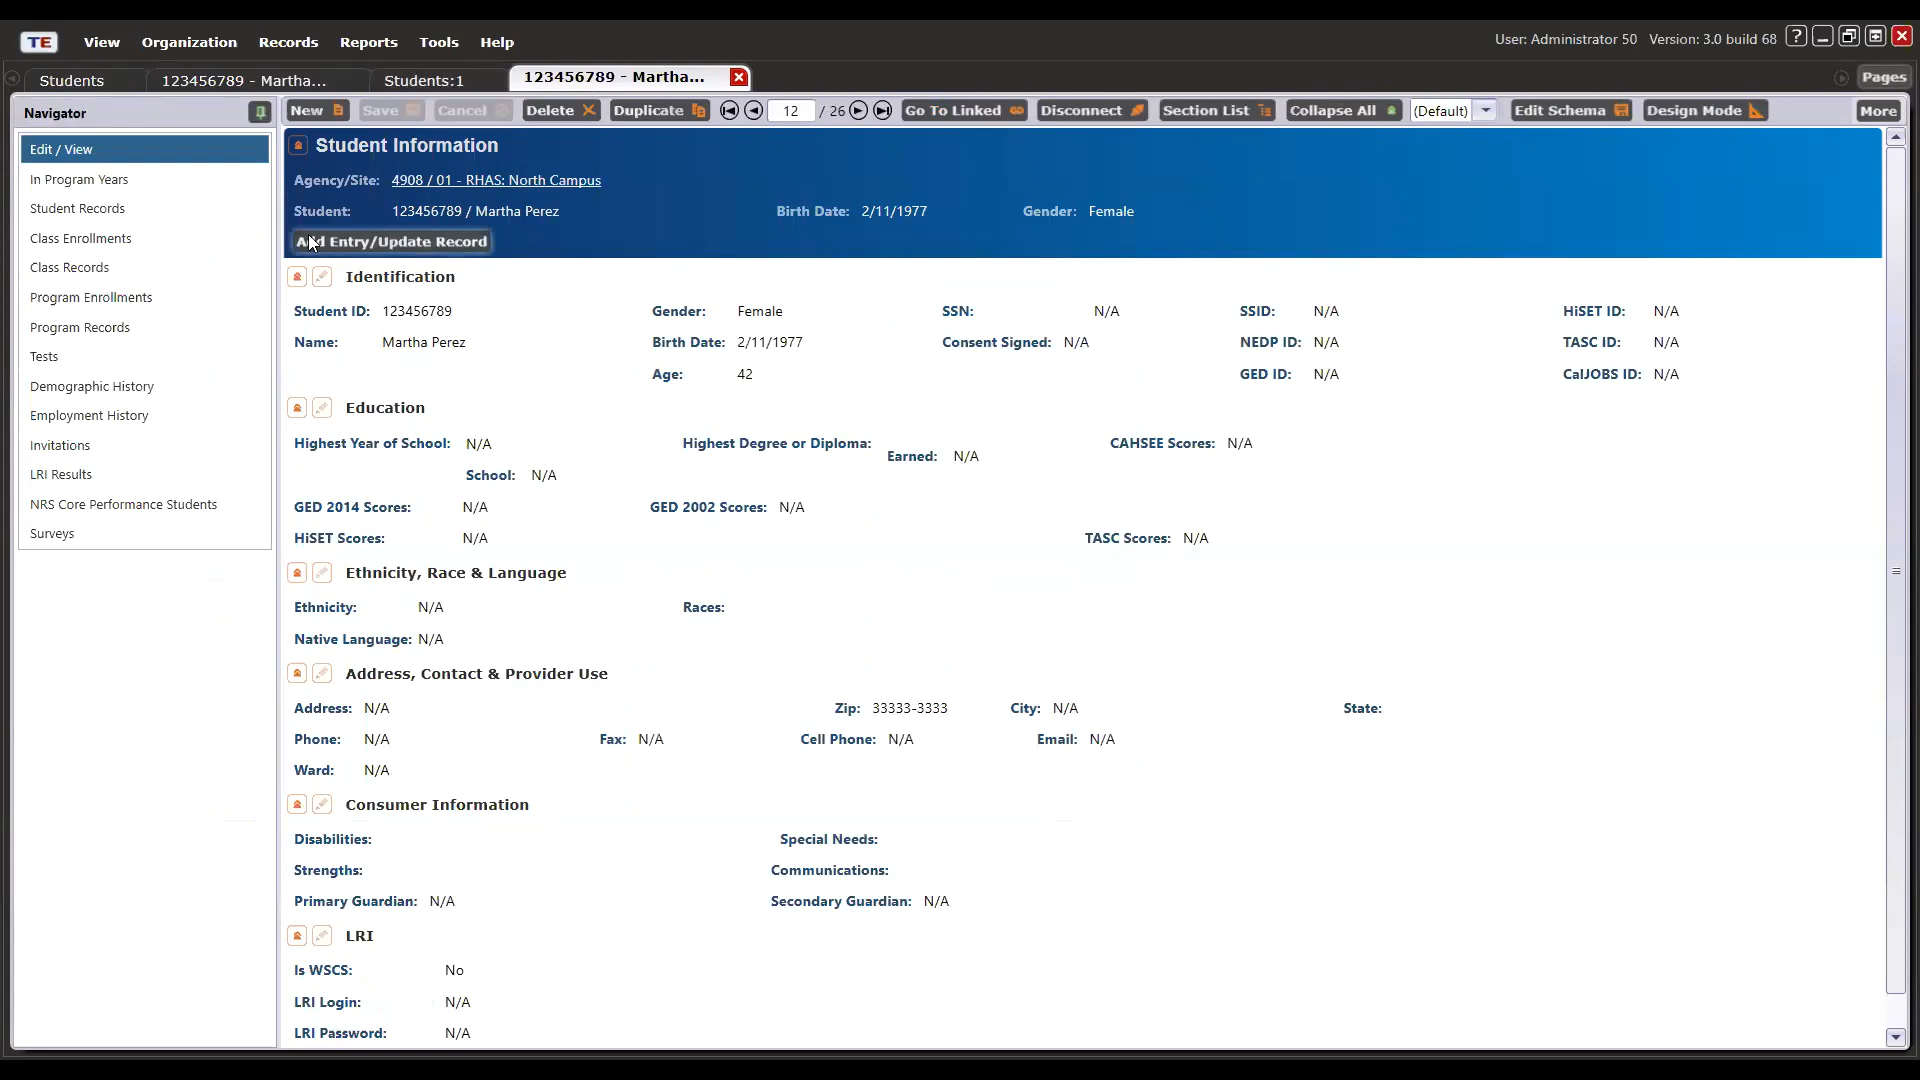 TE View Organization Records Reports Tools Help User: Administrator 50 Version: 3.0 build 68 ?
Students 123456789 - Martha... Students:1 123456789 - Martha... Pages
Navigator
New Save Cancel Delete Duplicate 12 / 26 Go To Linked Disconnect Section List Collapse All (Default) Edit Schema Design Mode More
Edit / View
In Program Years
Student Records
Class Enrollments
Class Records
Program Enrollments
Program Records
Tests
Demographic History
Employment History
Invitations
LRI Results
NRS Core Performance Students
Surveys
Student Information
Agency/Site: 4908 / 01 - RHAS: North Campus
Student: 123456789 / Martha Perez Birth Date: 2/11/1977 Gender: Female
Add Entry/Update Record
Identification
Student ID: 123456789 Gender: Female SSN: N/A SSID: N/A HiSET ID: N/A
Name: Martha Perez Birth Date: 2/11/1977 Consent Signed: N/A NEDP ID: N/A TASC ID: N/A
Age: 42 GED ID: N/A CalJOBS ID: N/A
Education
Highest Year of School: N/A Highest Degree or Diploma: CAHSEE Scores: N/A
Earned: N/A
School: N/A
GED 2014 Scores: N/A GED 2002 Scores: N/A
HiSET Scores: N/A TASC Scores: N/A
Ethnicity, Race & Language
Ethnicity: N/A Races:
Native Language: N/A
Address, Contact & Provider Use
Address: N/A Zip: 33333-3333 City: N/A State:
Phone: N/A Fax: N/A Cell Phone: N/A Email: N/A
Ward: N/A
Consumer Information
Disabilities: Special Needs:
Strengths: Communications:
Primary Guardian: N/A Secondary Guardian: N/A
LRI
Is WSCS: No
LRI Login: N/A
LRI Password: N/A